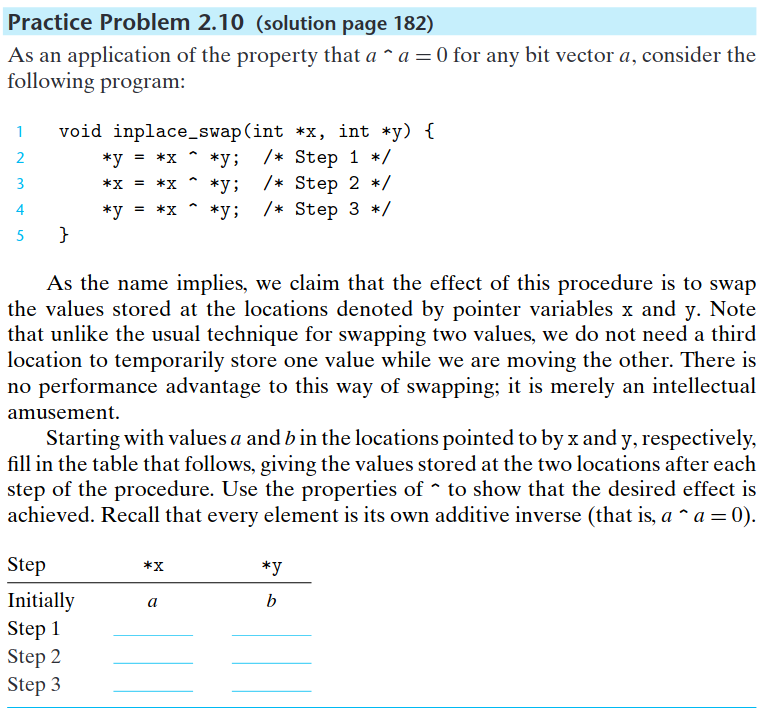 Practice Problem 2.10 (solution page 182)
As an application of the property that a ^ a = 0 for any bit vector a, consider the
following program:
1 void inplace_swap(int *x, int *y) {
2 *y = *x ^ *y; /* Step 1 */
3 *x = *x ^ *y; /* Step 2 */
4 *y = *x ^ *y; /* Step 3 */
5 }
As the name implies, we claim that the effect of this procedure is to swap
the values stored at the locations denoted by pointer variables x and y. Note
that unlike the usual technique for swapping two values, we do not need a third
location to temporarily store one value while we are moving the other. There is
no performance advantage to this way of swapping; it is merely an intellectual
amusement.
Starting with values a and b in the locations pointed to by x and y, respectively,
fill in the table that follows, giving the values stored at the two locations after each
step of the procedure. Use the properties of ^ to show that the desired effect is
achieved. Recall that every element is its own additive inverse (that is, a ^ a = 0).
Step *x *y
Initially a b
Step 1
Step 2
Step 3